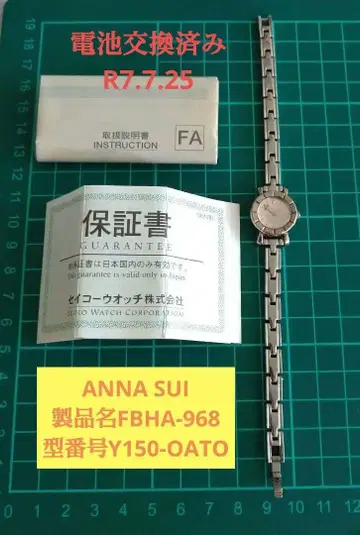 電池交換済み
R7.7.25
取扱説明書
INSTRUCTION
FA
保証書
GUARANTEE
保証書は日本国内のみ有効です。
guarantee is valid only in Japan
セイコーウオッチ株式会社
WATCH CORPORATION
ANNA SUI
製品名FBHA-968
型番号Y150-OATO